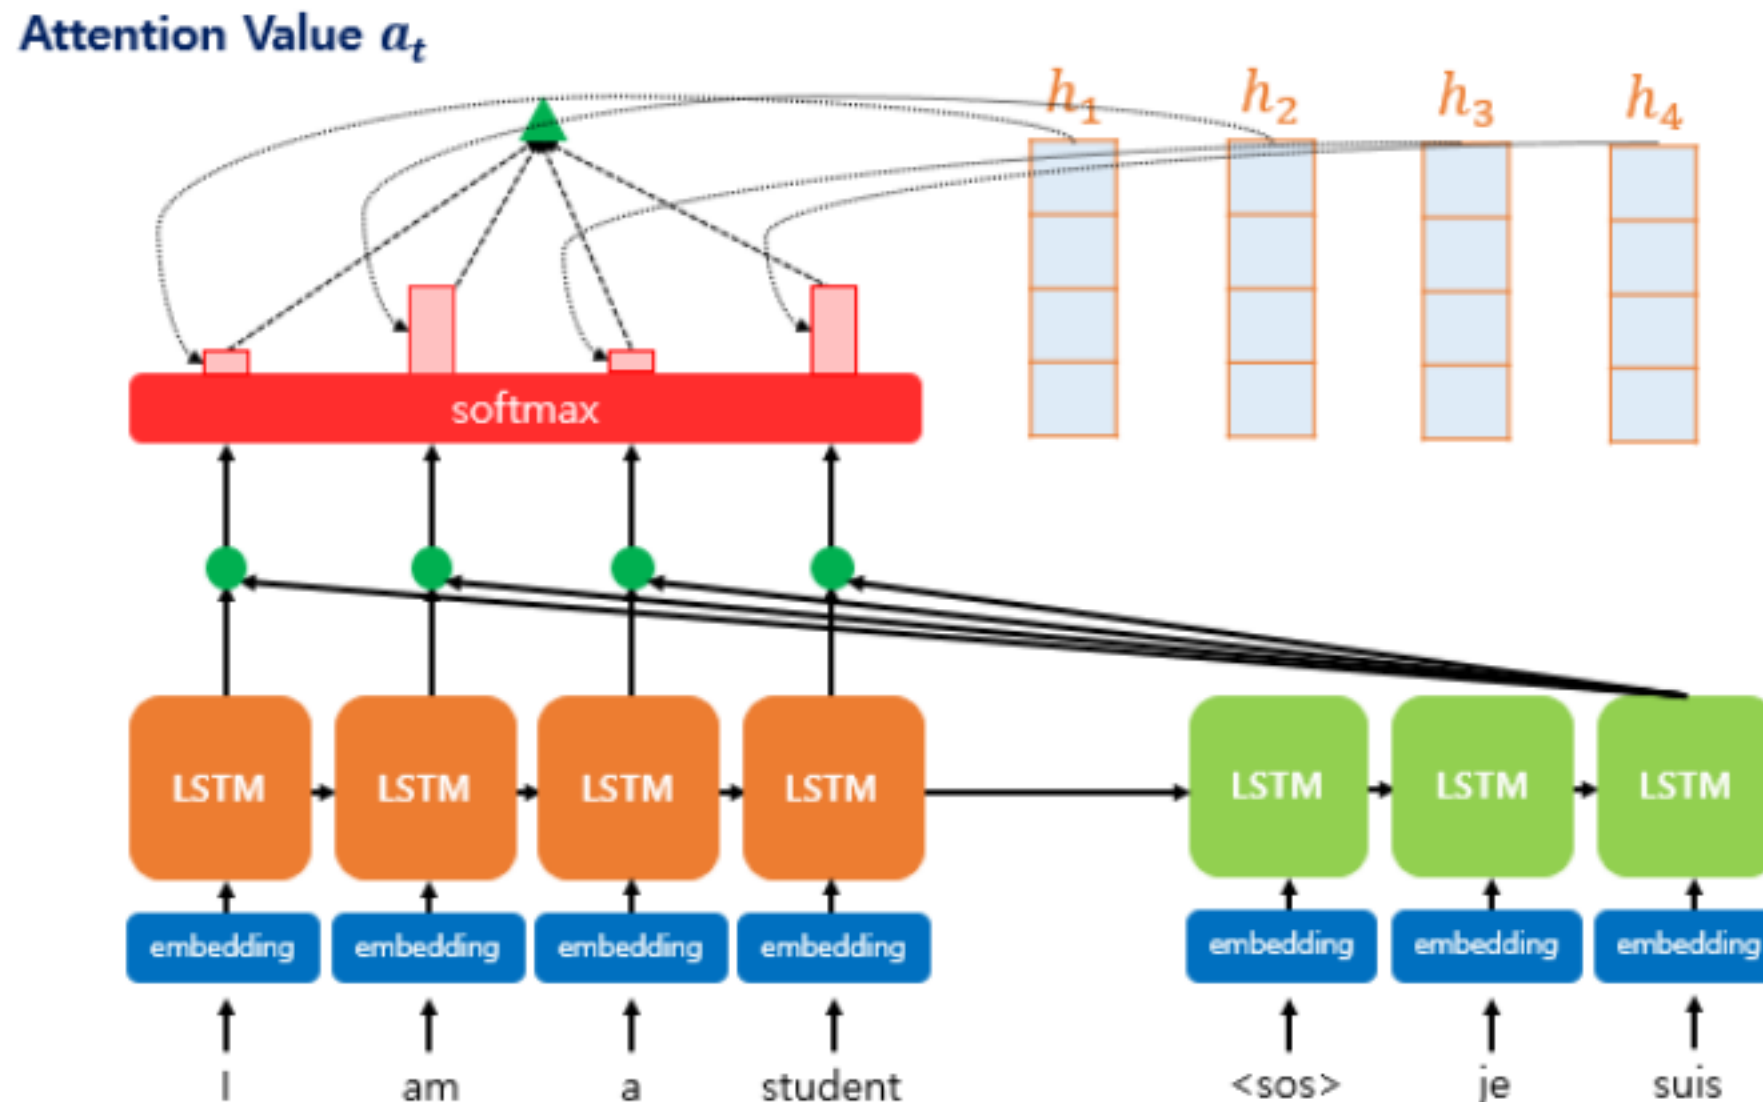 Attention Value a_t
h_1 h_2 h_3 h_4
softmax
LSTM LSTM LSTM LSTM LSTM LSTM LSTM
embedding embedding embedding embedding embedding embedding embedding
I am a student <sos> je suis